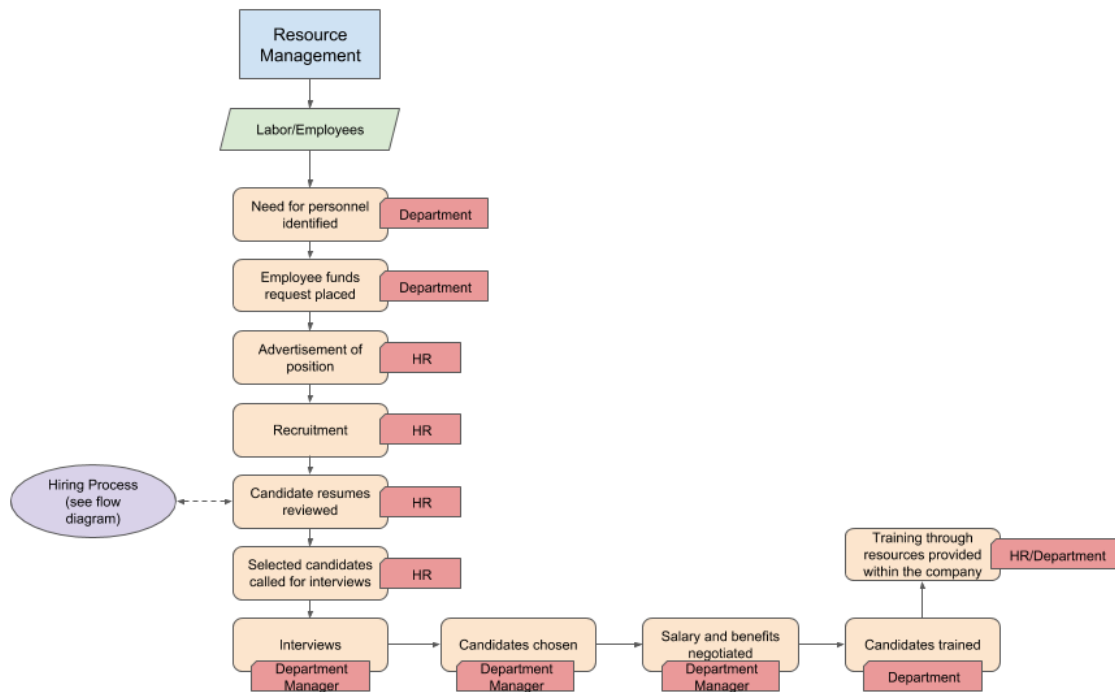 Resource
Management
Labor/Employees
Need for personnel
identified
Department
Employee funds
request placed
Department
Advertisement of
position
HR
Recruitment
HR
Hiring Process
(see flow
diagram)
Candidate resumes
reviewed
HR
Selected candidates
called for interviews
HR
Training through
resources provided
within the company
HR/Department
Interviews
Department
Manager
Candidates chosen
Department
Manager
Salary and benefits
negotiated
Department
Manager
Candidates trained
Department